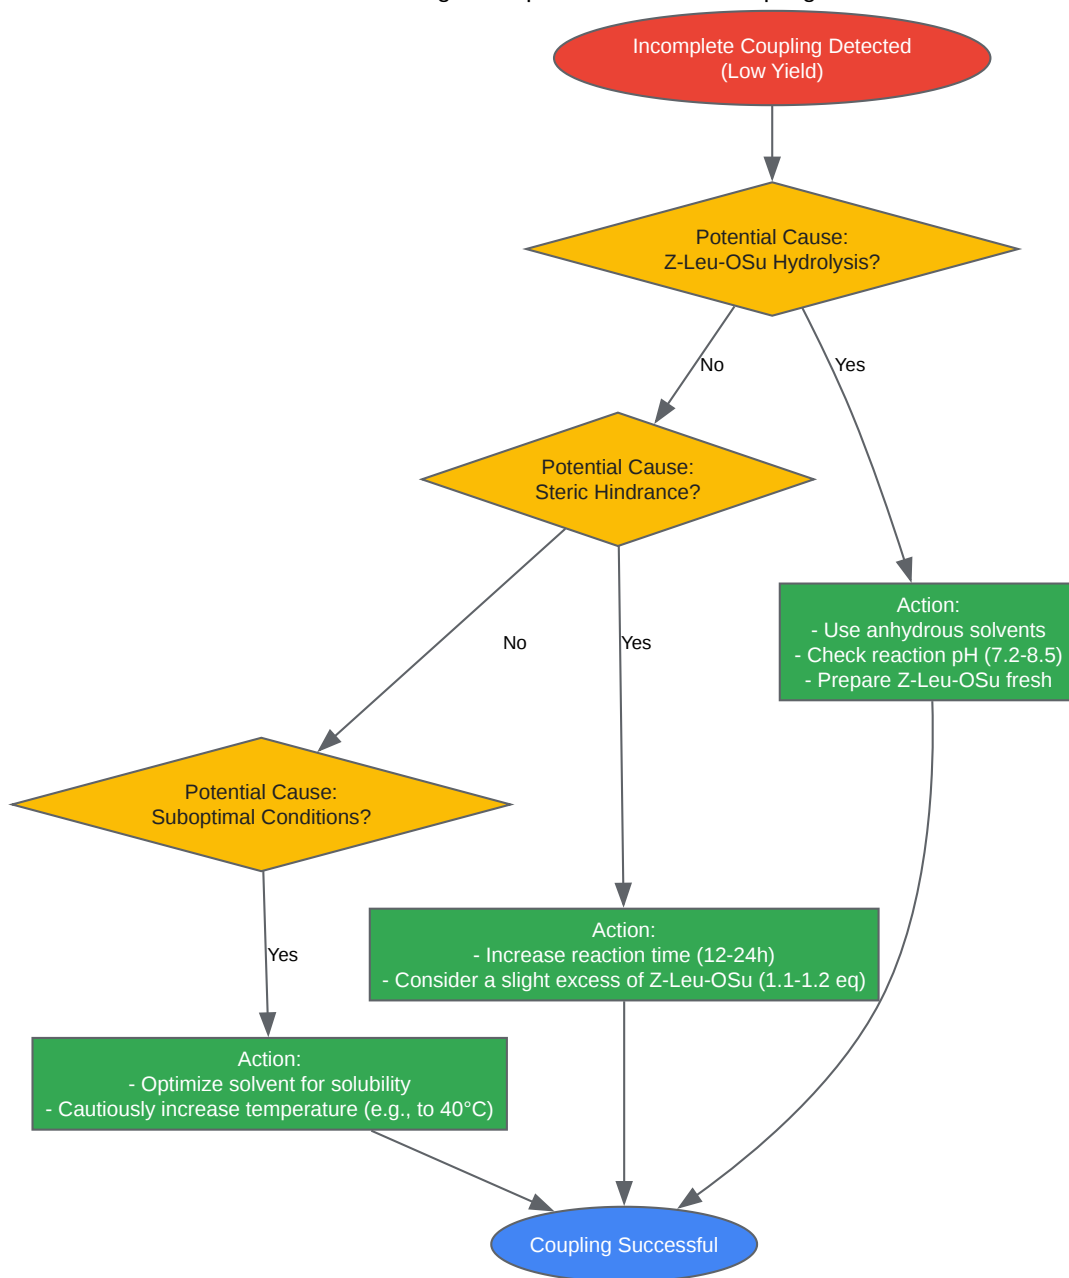 Incomplete Coupling Detected
(Low Yield)
Potential Cause:
Z-Leu-OSu Hydrolysis?
No
Yes
Potential Cause:
Steric Hindrance?
Action:
- Use anhydrous solvents
- Check reaction pH (7.2-8.5)
- Prepare Z-Leu-OSu fresh
No
Yes
Potential Cause:
Suboptimal Conditions?
Action:
- Increase reaction time (12-24h)
- Consider a slight excess of Z-Leu-OSu (1.1-1.2 eq)
Yes
Action:
- Optimize solvent for solubility
- Cautiously increase temperature (e.g., to 40°C)
Coupling Successful